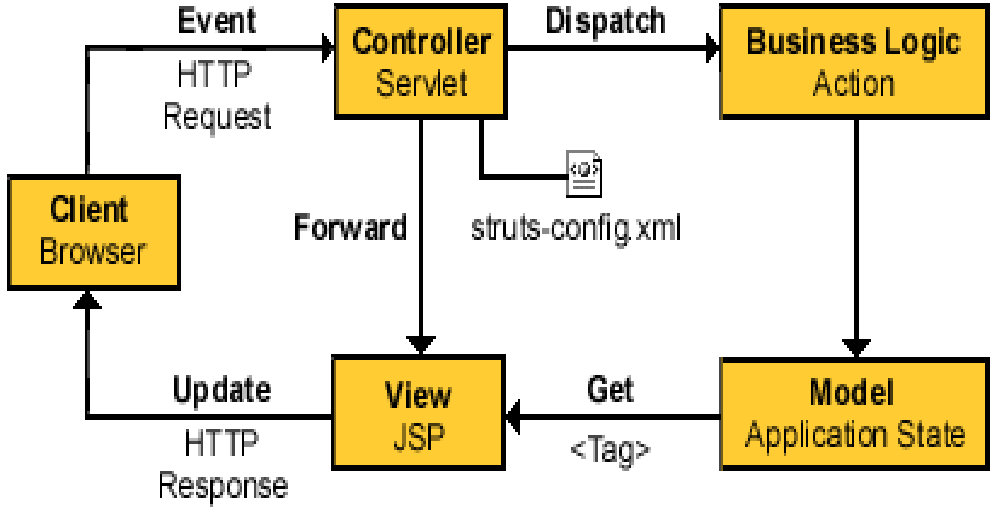 Event
HTTP
Request
Controller
Servlet
Dispatch
Business Logic
Action
Client
Browser
Forward
struts-config.xml
Update
HTTP
Response
View
JSP
Get
<Tag>
Model
Application State